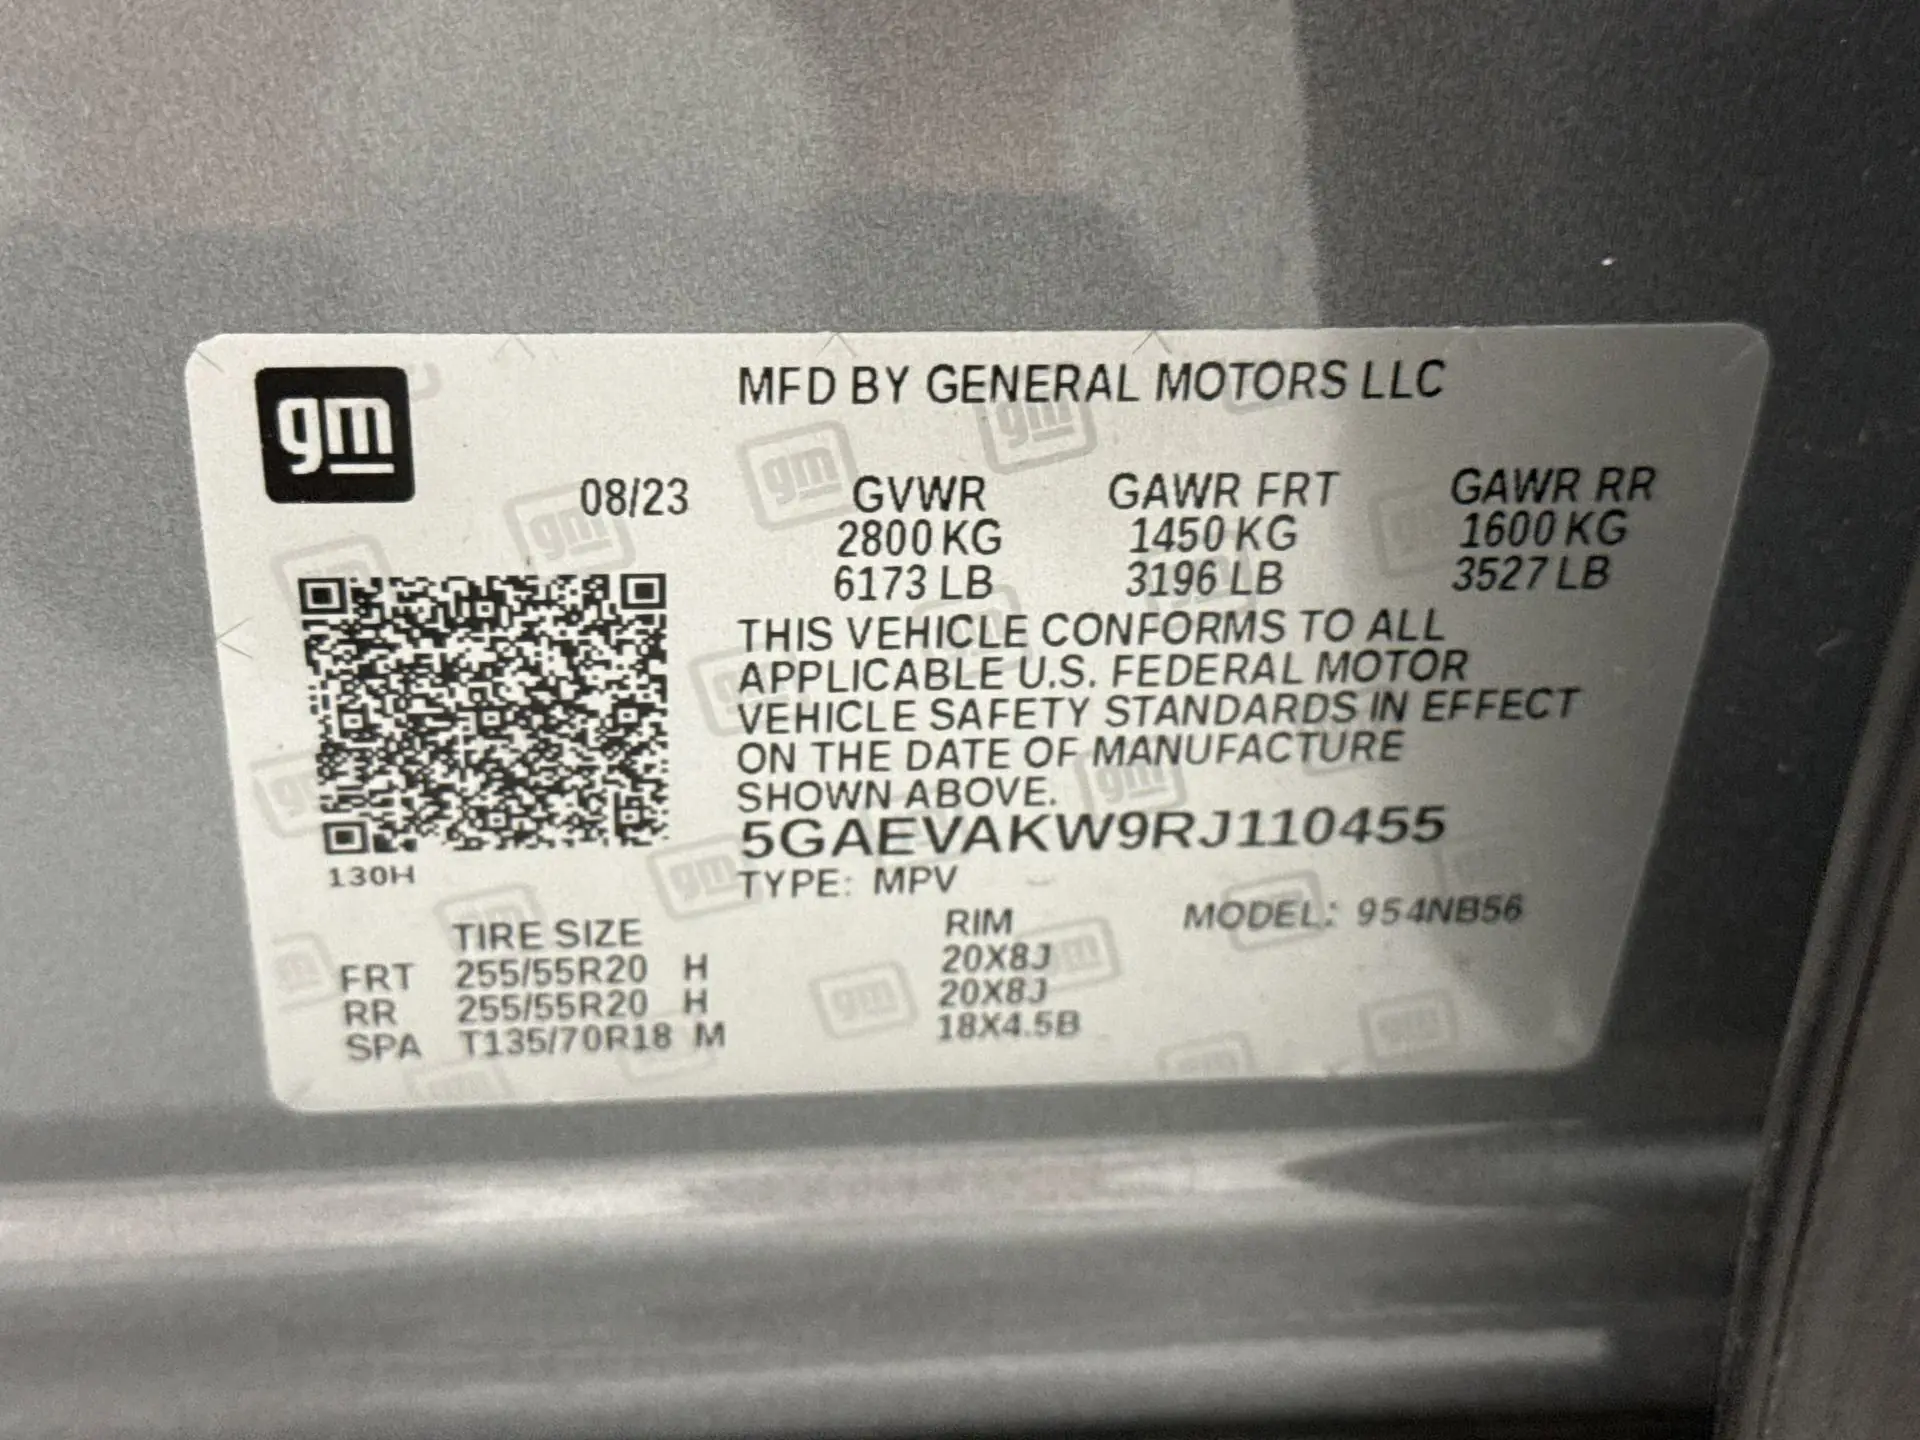 gm
MFD BY GENERAL MOTORS LLC
08/23 GVWR GAWR FRT GAWR RR
2800 KG 1450 KG 1600 KG
6173 LB 3196 LB 3527 LB
THIS VEHICLE CONFORMS TO ALL
APPLICABLE U.S. FEDERAL MOTOR
VEHICLE SAFETY STANDARDS IN EFFECT
ON THE DATE OF MANUFACTURE
SHOWN ABOVE.
5GAEVAKW9RJ110455
130H
TYPE: MPV
MODEL: 954NB56
TIRE SIZE RIM
FRT 255/55R20 H 20X8J
RR 255/55R20 H 20X8J
SPA T135/70R18 M 18X4.5B